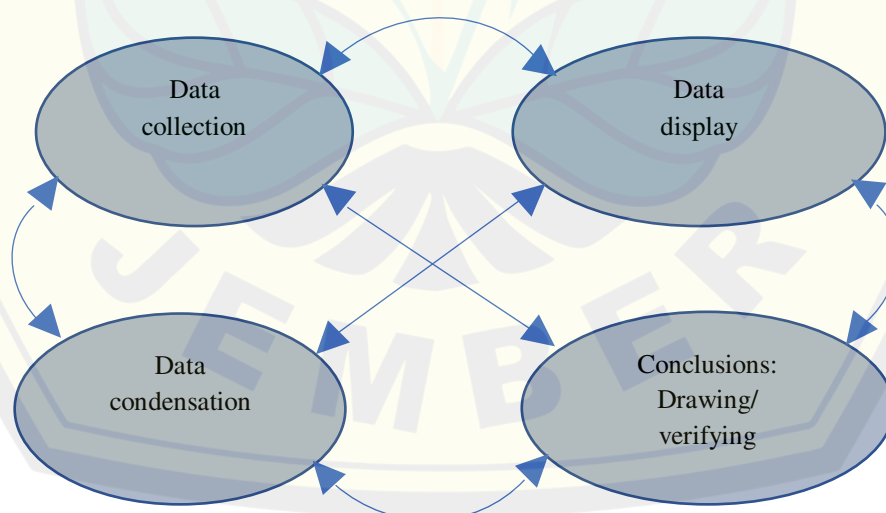 Data
collection
Data
display
Data
condensation
Conclusions:
Drawing/
verifying
JEMBER